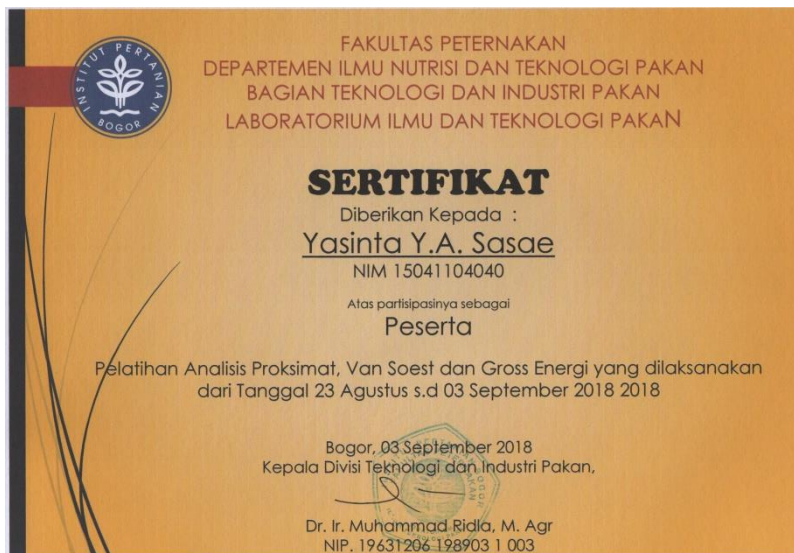 INSTITUT PERTANIAN
BOGOR
FAKULTAS PETERNAKAN
DEPARTEMEN ILMU NUTRISI DAN TEKNOLOGI PAKAN
BAGIAN TEKNOLOGI DAN INDUSTRI PAKAN
LABORATORIUM ILMU DAN TEKNOLOGI PAKAN
SERTIFIKAT
Diberikan Kepada :
Yasinta Y.A. Sasae
NIM 15041104040
Atas partisipasinya sebagai
Peserta
Pelatihan Analisis Proksimat, Van Soest dan Gross Energi yang dilaksanakan
dari Tanggal 23 Agustus s.d 03 September 2018 2018
Bogor, 03 September 2018
Kepala Divisi Teknologi dan Industri Pakan,
Dr. Ir. Muhammad Ridla, M. Agr
NIP. 19631206 198903 1 003